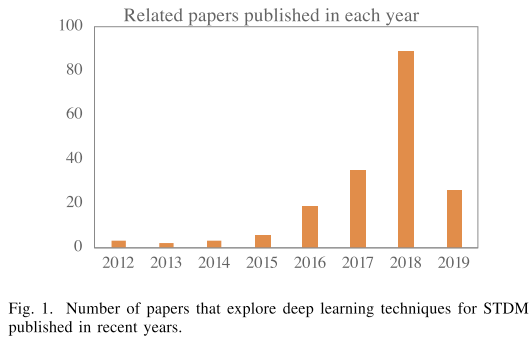 Related papers published in each year
100
80
60
40
20
0
2012 2013 2014 2015 2016 2017 2018 2019
Fig. 1. Number of papers that explore deep learning techniques for STDM
published in recent years.